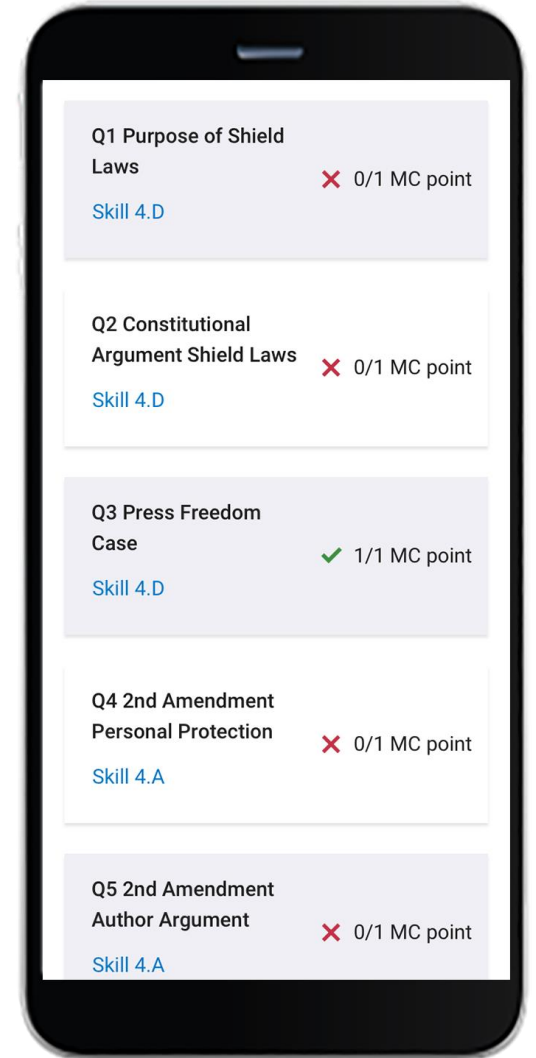 Q1 Purpose of Shield
Laws
0/1 MC point
Skill 4.D
Q2 Constitutional
Argument Shield Laws
0/1 MC point
Skill 4.D
Q3 Press Freedom
Case
1/1 MC point
Skill 4.D
Q4 2nd Amendment
Personal Protection
0/1 MC point
Skill 4.A
Q5 2nd Amendment
Author Argument
0/1 MC point
Skill 4.A